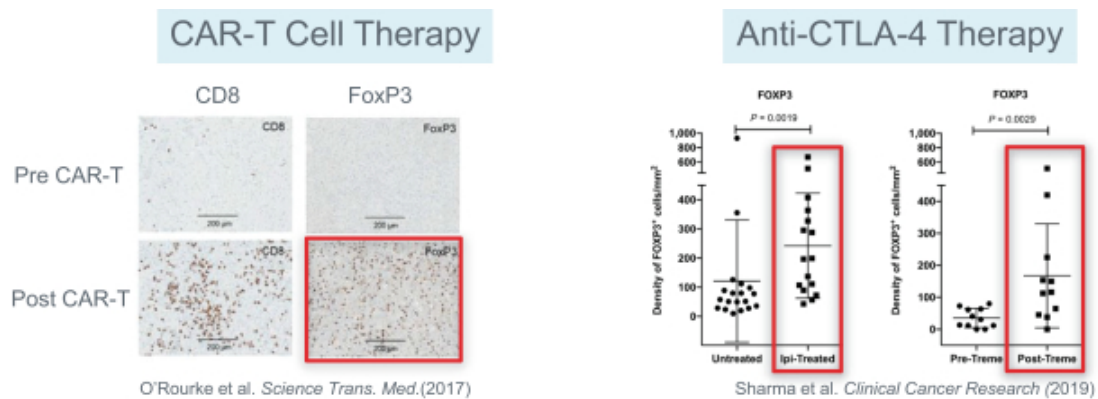 CAR-T Cell Therapy
CD8 FoxP3
Pre CAR-T
CD8
200 μm
FoxP3
200 μm
Post CAR-T
CD8
200 μm
FoxP3
200 μm
O'Rourke et al. Science Trans. Med.(2017)
Anti-CTLA-4 Therapy
FOXP3
P = 0.0019
Density of FOXP3+ cells/mm²
1,000
800
600
400
300
200
100
0
Untreated Ipi-Treated
FOXP3
P = 0.0029
Density of FOXP3+ cells/mm²
1,000
800
600
400
300
200
100
0
Pre-Treme Post-Treme
Sharma et al. Clinical Cancer Research (2019)